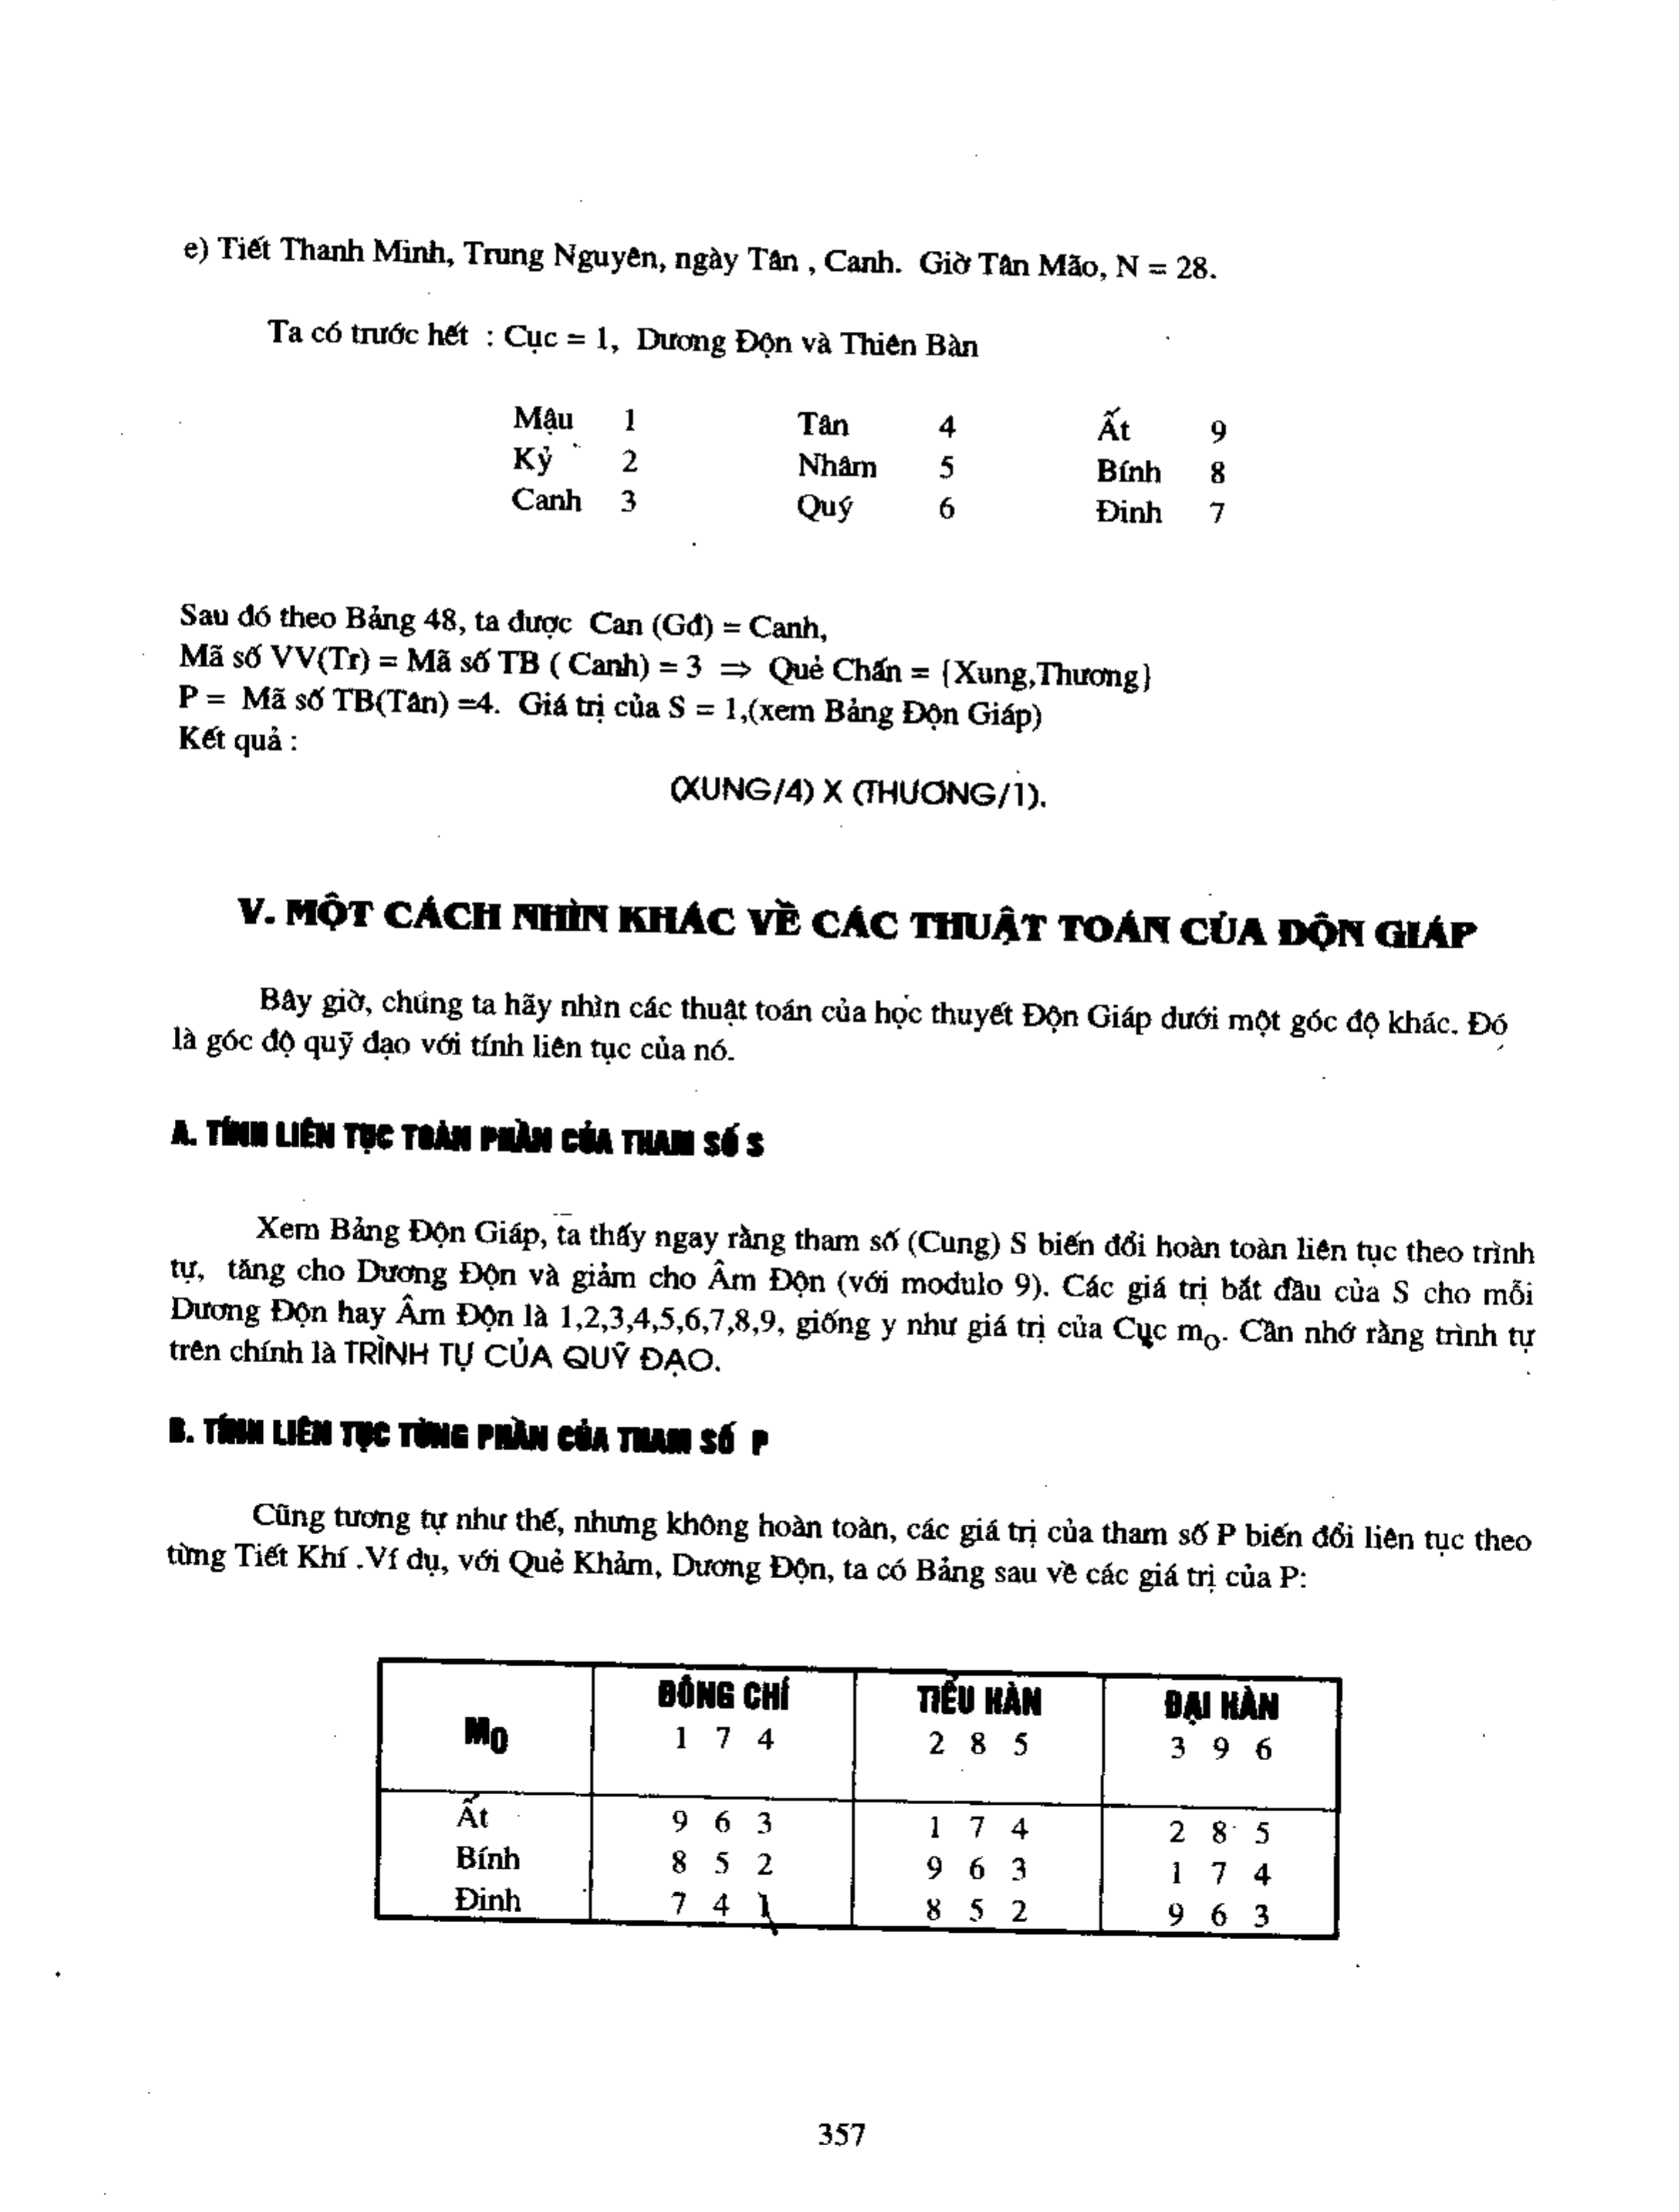 e) Tiết Thanh Minh, Trung Nguyên, ngày Tân , Canh. Giờ Tân Mão, N = 28.
Ta có trước hết : Cục = 1, Dương Độn và Thiên Bàn
Mậu 1 Tân 4 Ất 9
Kỷ 2 Nhâm 5 Bính 8
Canh 3 Quý 6 Đinh 7
Sau đó theo Bảng 48, ta được Can (Gđ) = Canh,
Mã số VV(Tr) = Mã số TB ( Canh) = 3 ⇒ Quẻ Chấn = {Xung,Thương}
P = Mã số TB(Tân) =4. Giá trị của S = 1,(xem Bảng Độn Giáp)
Kết quả :
(XUNG/4) X (THƯƠNG/1).
V. MỘT CÁCH NHÌN KHÁC VỀ CÁC THUẬT TOÁN CỦA ĐỘN GIÁP
Bây giờ, chúng ta hãy nhìn các thuật toán của học thuyết Độn Giáp dưới một góc độ khác. Đó
là góc độ quỹ đạo với tính liên tục của nó.
A. TÍNH LIÊN TỤC TOÀN PHẦN CỦA THAM SỐ S
Xem Bảng Độn Giáp, ta thấy ngay rằng tham số (Cung) S biến đổi hoàn toàn liên tục theo trình
tự, tăng cho Dương Độn và giảm cho Âm Độn (với modulo 9). Các giá trị bắt đầu của S cho mỗi
Dương Độn hay Âm Độn là 1,2,3,4,5,6,7,8,9, giống y như giá trị của Cục mo. Cần nhớ rằng trình tự
trên chính là TRÌNH TỰ CỦA QUỸ ĐẠO.
B. TÍNH LIÊN TỤC TỪNG PHẦN CỦA THAM SỐ P
Cũng tương tự như thế, nhưng không hoàn toàn, các giá trị của tham số P biến đổi liên tục theo
từng Tiết Khí .Ví dụ, với Quẻ Khảm, Dương Độn, ta có Bảng sau về các giá trị của P:
ĐÔNG CHÍ TIỂU HÀN ĐẠI HÀN
M0 1 7 4 2 8 5 3 9 6
Ất 9 6 3 1 7 4 2 8 5
Bính 8 5 2 9 6 3 1 7 4
Đinh 7 4 1 8 5 2 9 6 3
357